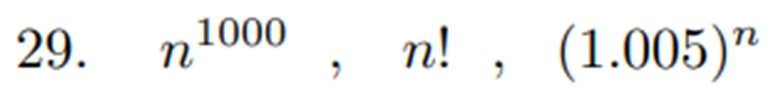 29. n^1000 , n! , (1.005)^n